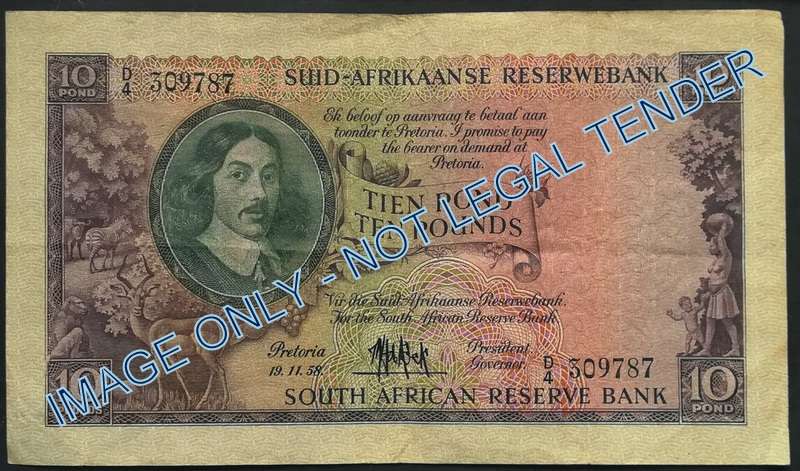 10
POND
D/4 309787
SUID-AFRIKAANSE RESERWEBANK
10
POND
Ek beloof op aanvraag te betaal aan
toonder te Pretoria. I promise to pay
the bearer on demand at
Pretoria.
TIEN POND
TEN POUNDS
IMAGE ONLY - NOT LEGAL TENDER
Vir die Suid-Afrikaanse Reserwebank.
For the South African Reserve Bank
Pretoria
19.11.58.
President
Governor.
D/4 309787
10
SOUTH AFRICAN RESERVE BANK
10
POND